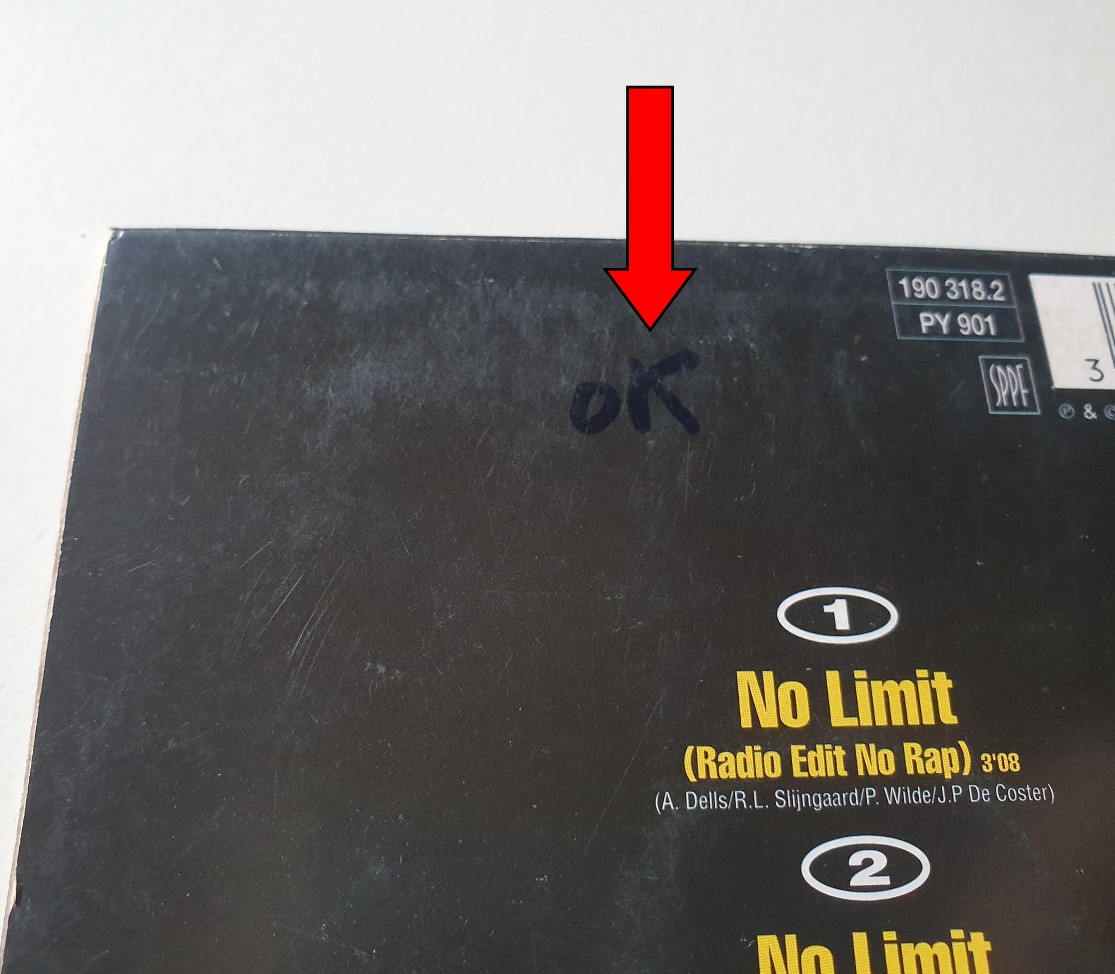 190 318.2
PY 901
3
SPPF
℗ & ©
oK
1
No Limit
(Radio Edit No Rap) 3'08
(A. Dells/R.L. Slijngaard/P. Wilde/J.P De Coster)
2
No Limit